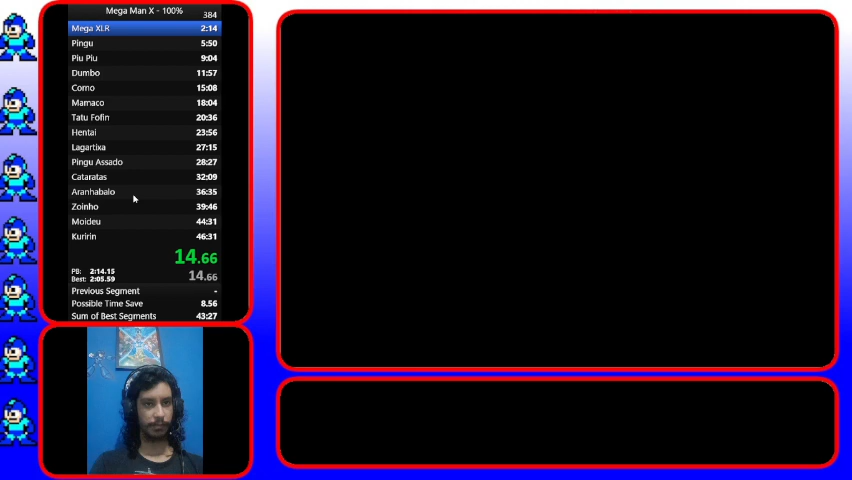 Mega Man X - 100%
384
Mega XLR 2:14
Pingu 5:50
Piu Piu 9:04
Dumbo 11:57
Corno 15:08
Mamaco 18:04
Tatu Fofin 20:36
Hentai 23:56
Lagartixa 27:15
Pingu Assado 28:27
Cataratas 32:09
Aranhabalo 36:35
Zoinho 39:46
Moideu 44:31
Kuririn 46:31
14.66
PB: 2:14.15
Best: 2:05.59 14.66
Previous Segment -
Possible Time Save 8.56
Sum of Best Segments 43:27